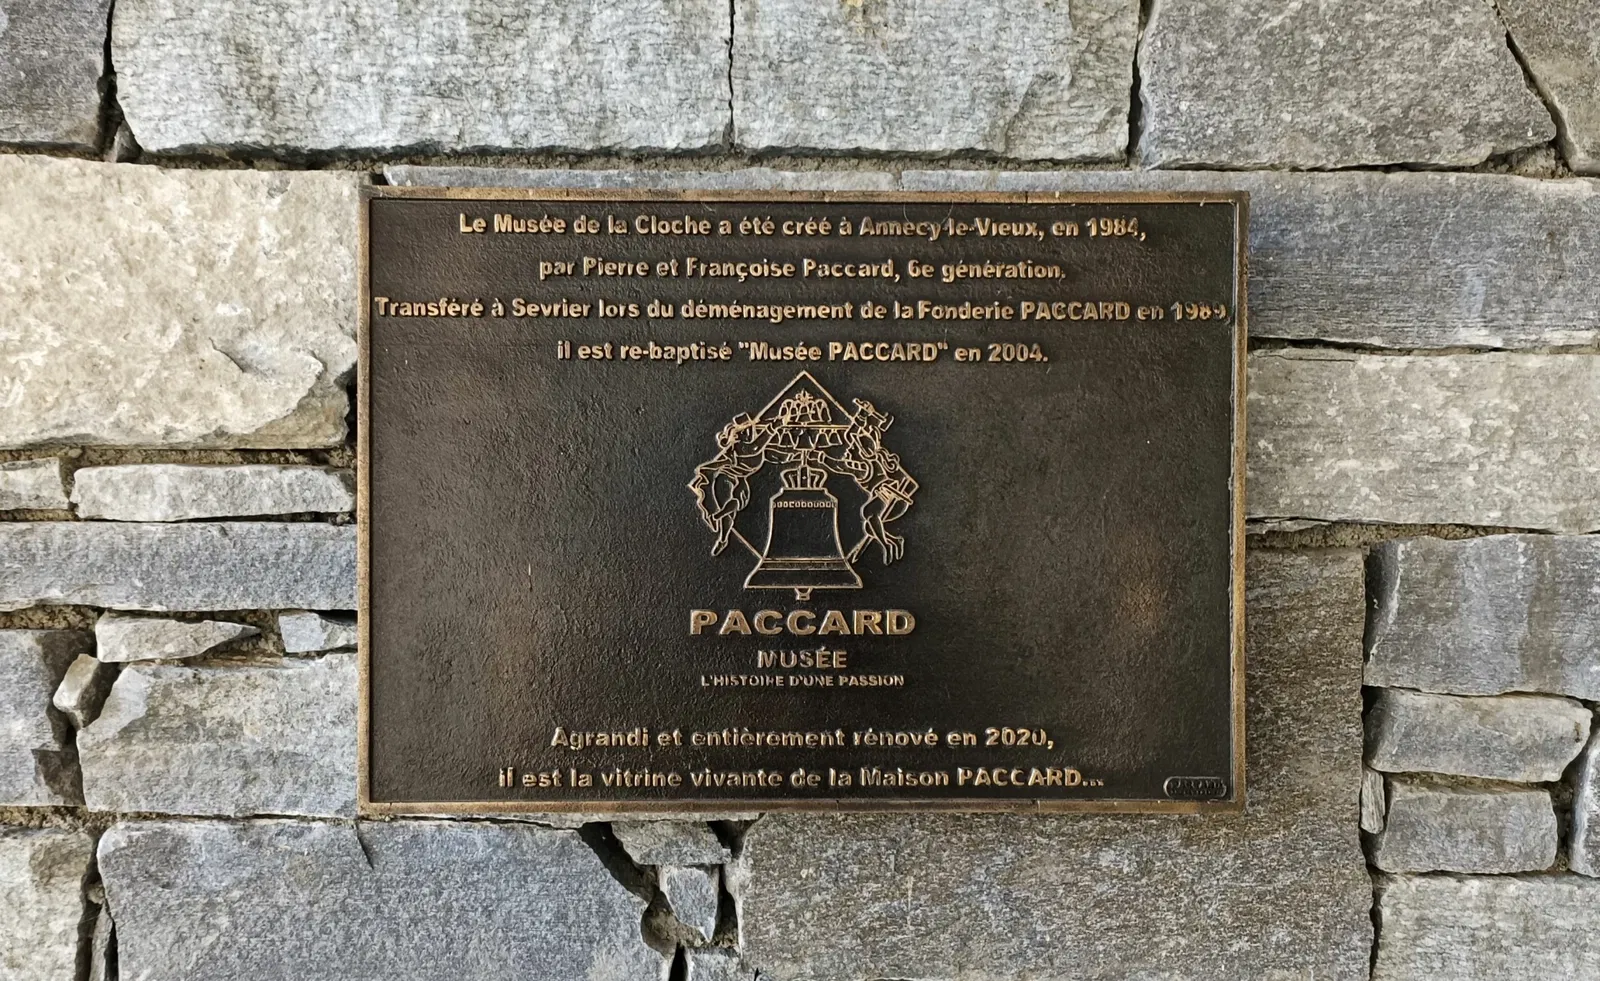 Le Musée de la Cloche a été créé à Annecy-le-Vieux, en 1984,
par Pierre et Françoise Paccard, 6e génération.
Transféré à Sevrier lors du déménagement de la Fonderie PACCARD en 1989
il est re-baptisé "Musée PACCARD" en 2004.
PACCARD
MUSÉE
L'HISTOIRE D'UNE PASSION
Agrandi et entièrement rénové en 2020,
il est la vitrine vivante de la Maison PACCARD...